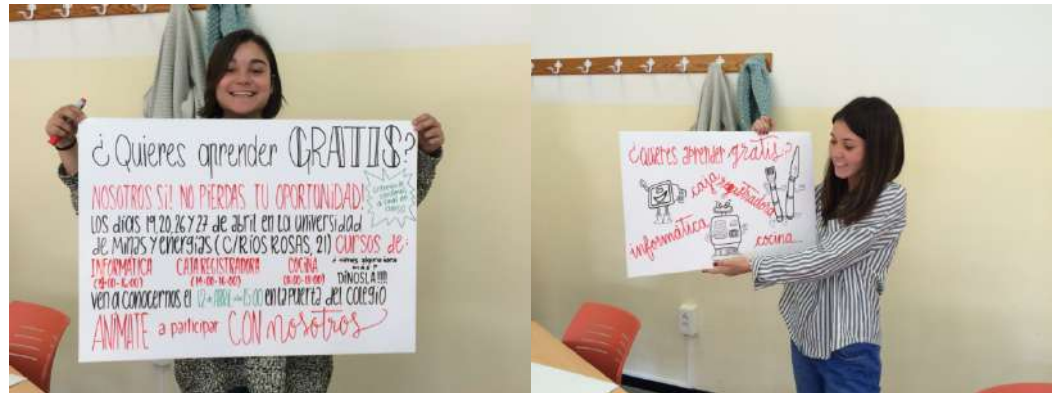 ¿Quieres aprender GRATIS?
NOSOTROS SÍ! NO PIERDAS TU OPORTUNIDAD!
Los días 19, 20, 26 y 27 de abril en la universidad
de Minas y energías (C/RÍOS ROSAS, 21) CURSOS de:
INFORMÁTICA CAJA REGISTRADORA COCINA
DÍNOSLA!!!!
ven a conocernos el 12 de ABRIL 15:00 en la puerta del colegio
ANÍMATE a participar CON nosotros
¿Quieres aprender gratis?
caja registradora
informática
cocina